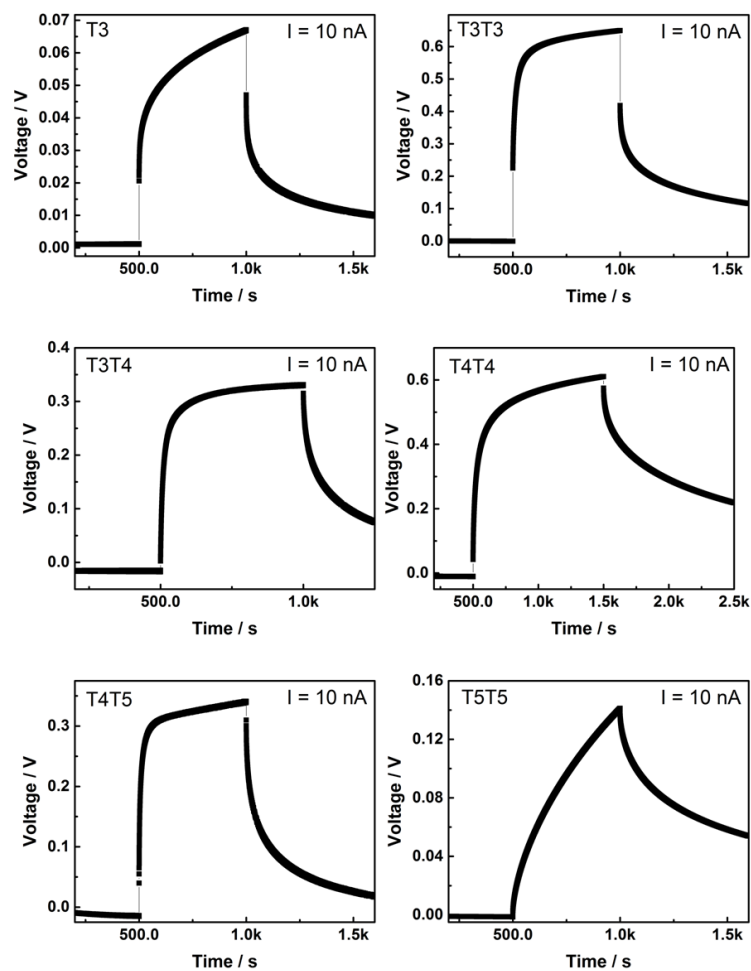 T3 I = 10 nA
0.07
0.06
0.05
0.04
0.03
0.02
0.01
0.00
Voltage / V
500.0 1.0k 1.5k
Time / s
T3T3 I = 10 nA
0.6
0.5
0.4
0.3
0.2
0.1
0.0
Voltage / V
500.0 1.0k 1.5k
Time / s
T3T4 I = 10 nA
0.4
0.3
0.2
0.1
0.0
Voltage / V
500.0 1.0k
Time / s
T4T4 I = 10 nA
0.6
0.4
0.2
0.0
Voltage / V
500.0 1.0k 1.5k 2.0k 2.5k
Time / s
T4T5 I = 10 nA
0.3
0.2
0.1
0.0
Voltage / V
500.0 1.0k 1.5k
Time / s
T5T5 I = 10 nA
0.16
0.12
0.08
0.04
0.00
Voltage / V
500.0 1.0k 1.5k
Time / s